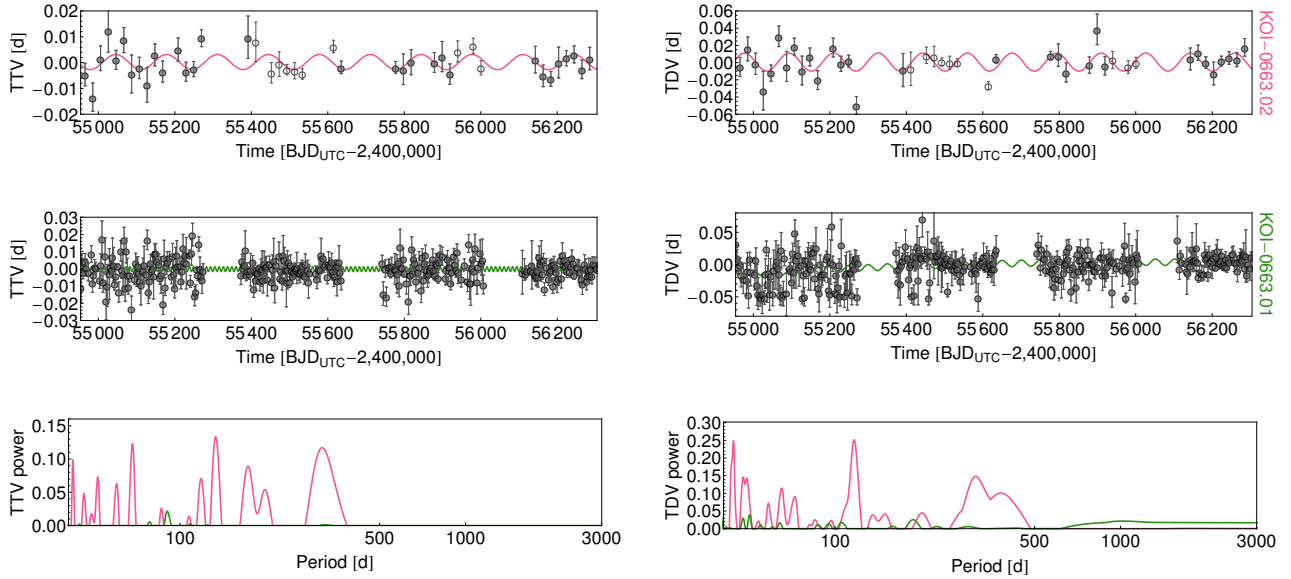 0.02
0.01
0.00
−0.01
−0.02
TTV [d]
55 000 55 200 55 400 55 600 55 800 56 000 56 200
Time [BJD_UTC−2,400,000]
0.06
0.04
0.02
0.00
−0.02
−0.04
−0.06
TDV [d]
55 000 55 200 55 400 55 600 55 800 56 000 56 200
Time [BJD_UTC−2,400,000]
KOI−0663.02
0.03
0.02
0.01
0.00
−0.01
−0.02
−0.03
TTV [d]
55 000 55 200 55 400 55 600 55 800 56 000 56 200
Time [BJD_UTC−2,400,000]
0.05
0.00
−0.05
TDV [d]
55 000 55 200 55 400 55 600 55 800 56 000 56 200
Time [BJD_UTC−2,400,000]
KOI−0663.01
0.15
0.10
0.05
0.00
TTV power
100 500 1000 3000
Period [d]
0.30
0.25
0.20
0.15
0.10
0.05
0.00
TDV power
100 500 1000 3000
Period [d]